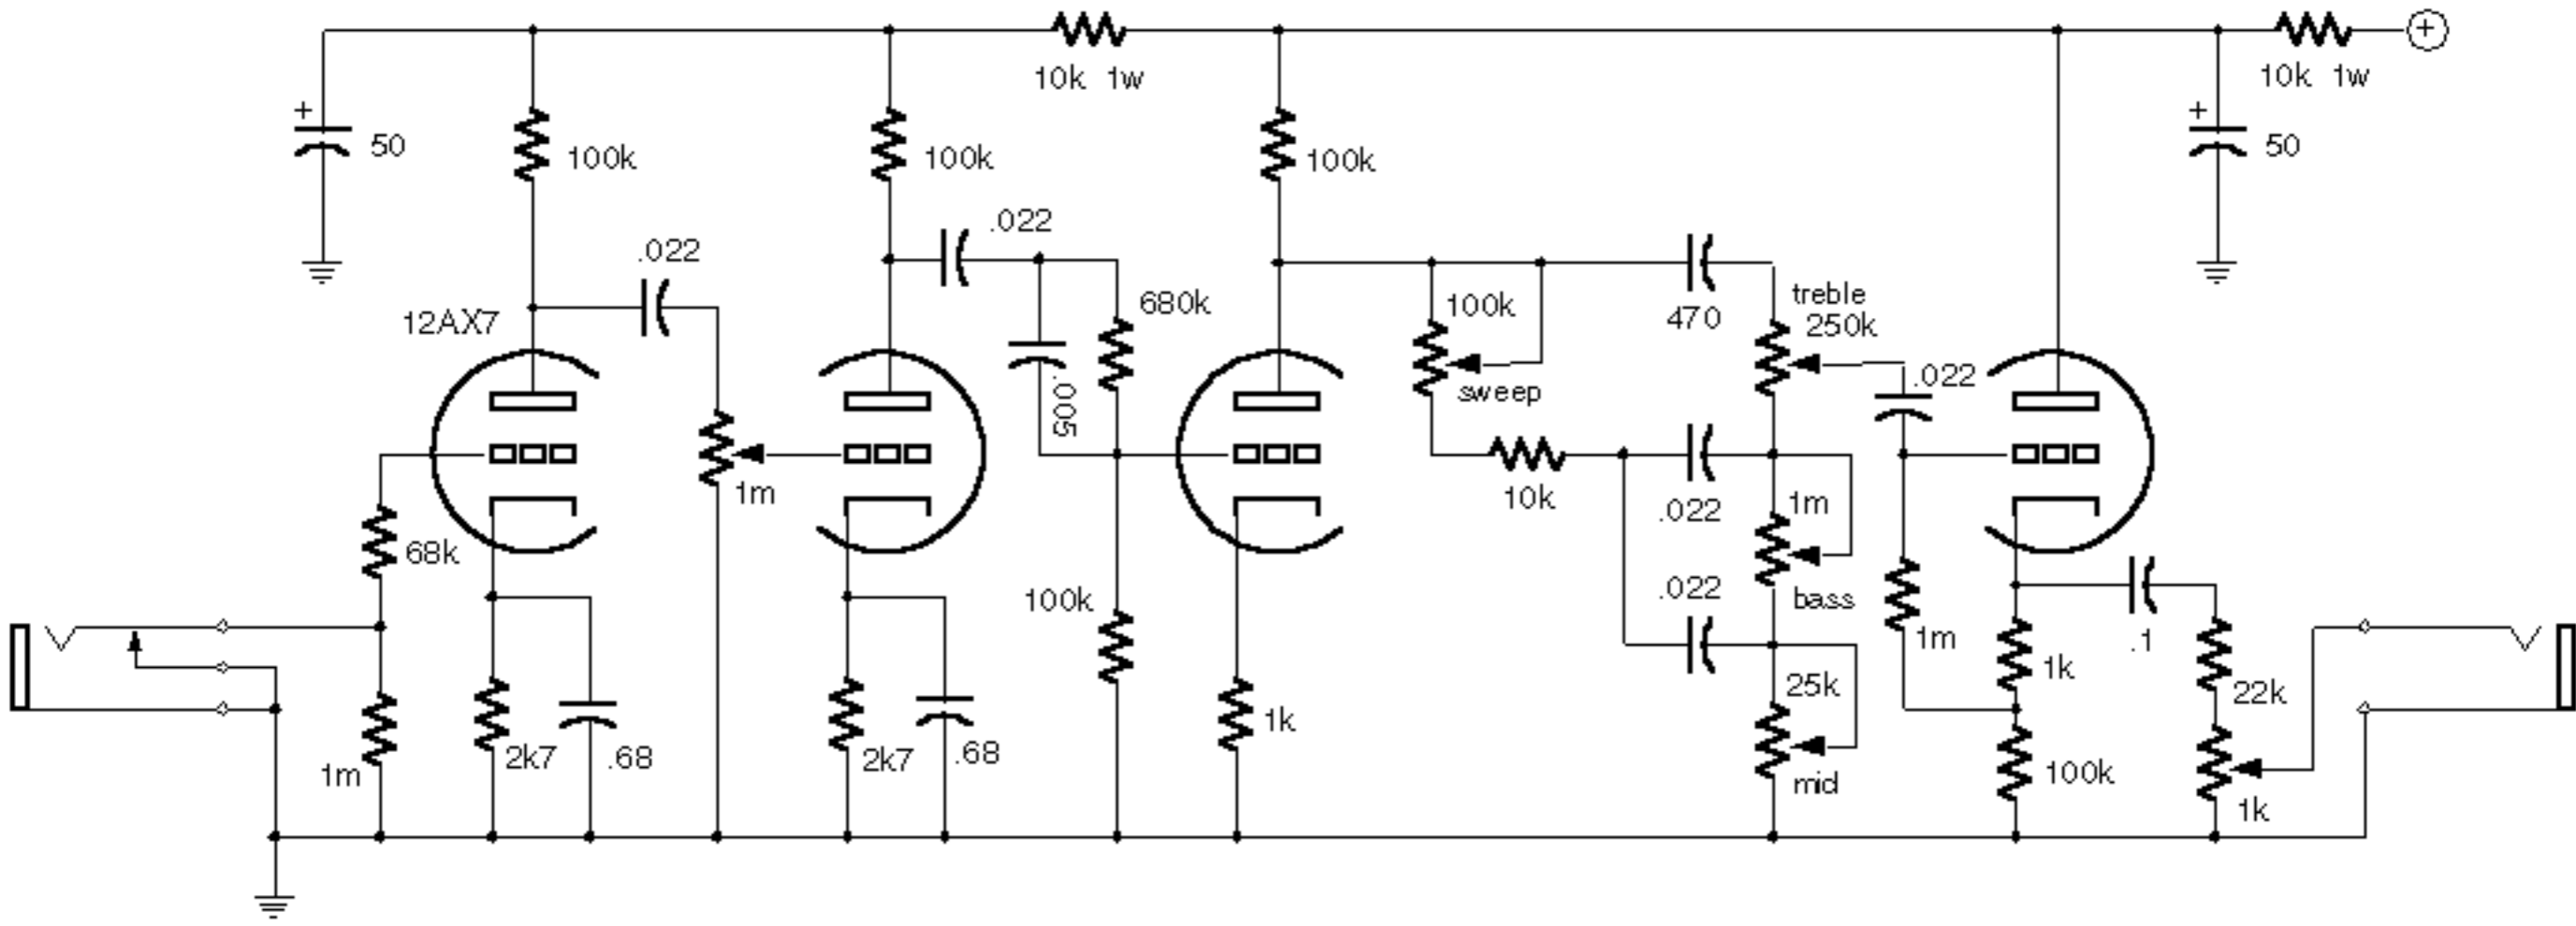 10k 1w
10k 1w
+
50
100k
100k
100k
+
50
.022
.022
12AX7
680k
.005
100k
sweep
470
treble
250k
.022
68k
1m
10k
.022
1m
bass
.022
100k
1m
1k
.1
22k
25k
mid
1m
2k7
.68
2k7
.68
1k
100k
1k
+